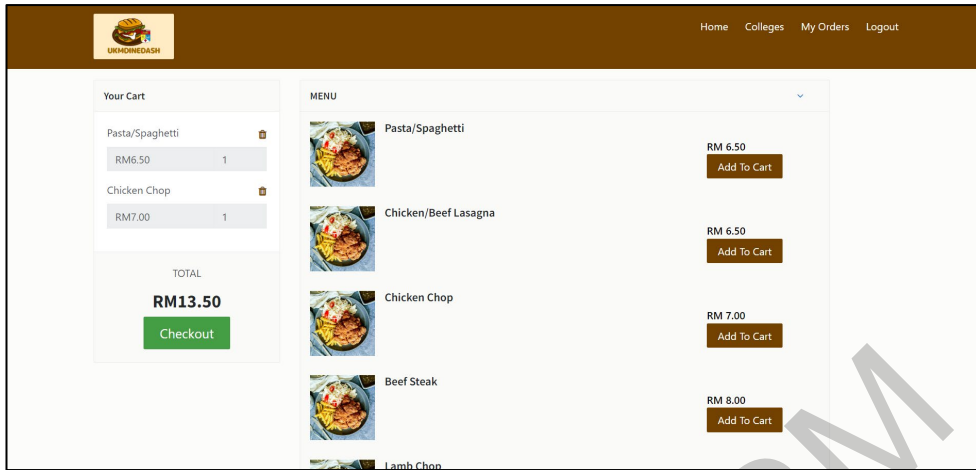 UKMDINEDASH
Home Colleges My Orders Logout
Your Cart
Pasta/Spaghetti
RM6.50 1
Chicken Chop
RM7.00 1
TOTAL
RM13.50
Checkout
MENU
Pasta/Spaghetti
RM 6.50
Add To Cart
Chicken/Beef Lasagna
RM 6.50
Add To Cart
Chicken Chop
RM 7.00
Add To Cart
Beef Steak
RM 8.00
Add To Cart
Lamb Chop